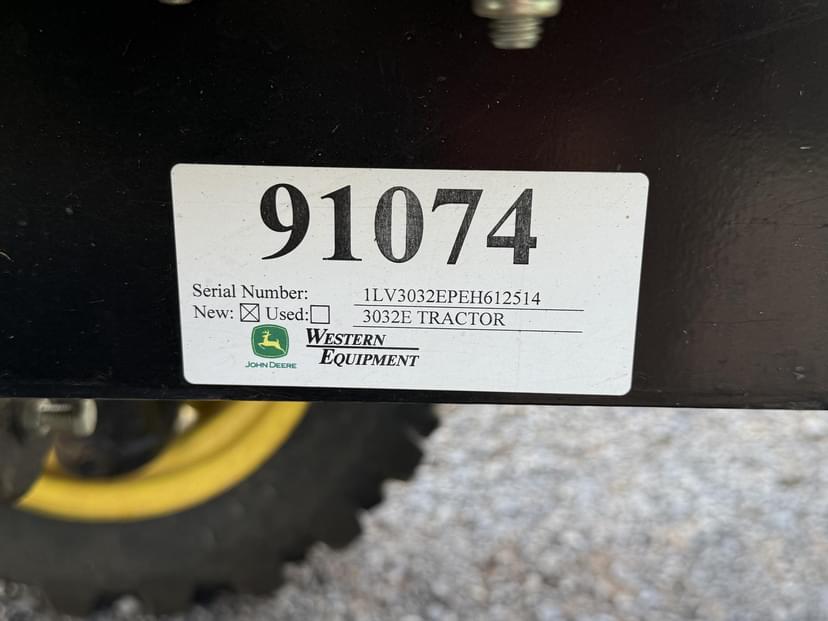 91074
Serial Number: 1LV3032EPEH612514
New: ☒ Used: ☐ 3032E TRACTOR
JOHN DEERE
WESTERN
EQUIPMENT